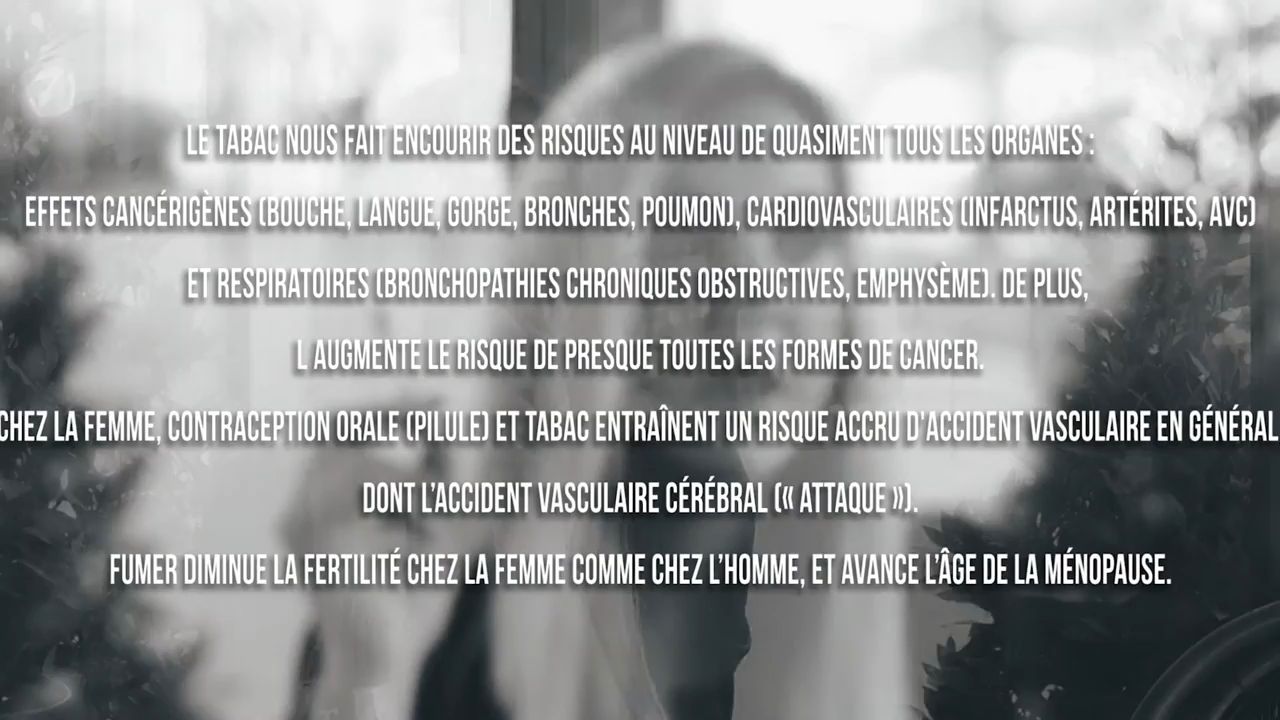 LE TABAC NOUS FAIT ENCOURIR DES RISQUES AU NIVEAU DE QUASIMENT TOUS LES ORGANES :
EFFETS CANCÉRIGÈNES (BOUCHE, LANGUE, GORGE, BRONCHES, POUMON), CARDIOVASCULAIRES (INFARCTUS, ARTÉRITES, AVC)
ET RESPIRATOIRES (BRONCHOPATHIES CHRONIQUES OBSTRUCTIVES, EMPHYSÈME). DE PLUS,
L AUGMENTE LE RISQUE DE PRESQUE TOUTES LES FORMES DE CANCER.
CHEZ LA FEMME, CONTRACEPTION ORALE (PILULE) ET TABAC ENTRAÎNENT UN RISQUE ACCRU D'ACCIDENT VASCULAIRE EN GÉNÉRAL
DONT L’ACCIDENT VASCULAIRE CÉRÉBRAL (« ATTAQUE »).
FUMER DIMINUE LA FERTILITÉ CHEZ LA FEMME COMME CHEZ L’HOMME, ET AVANCE L’ÂGE DE LA MÉNOPAUSE.